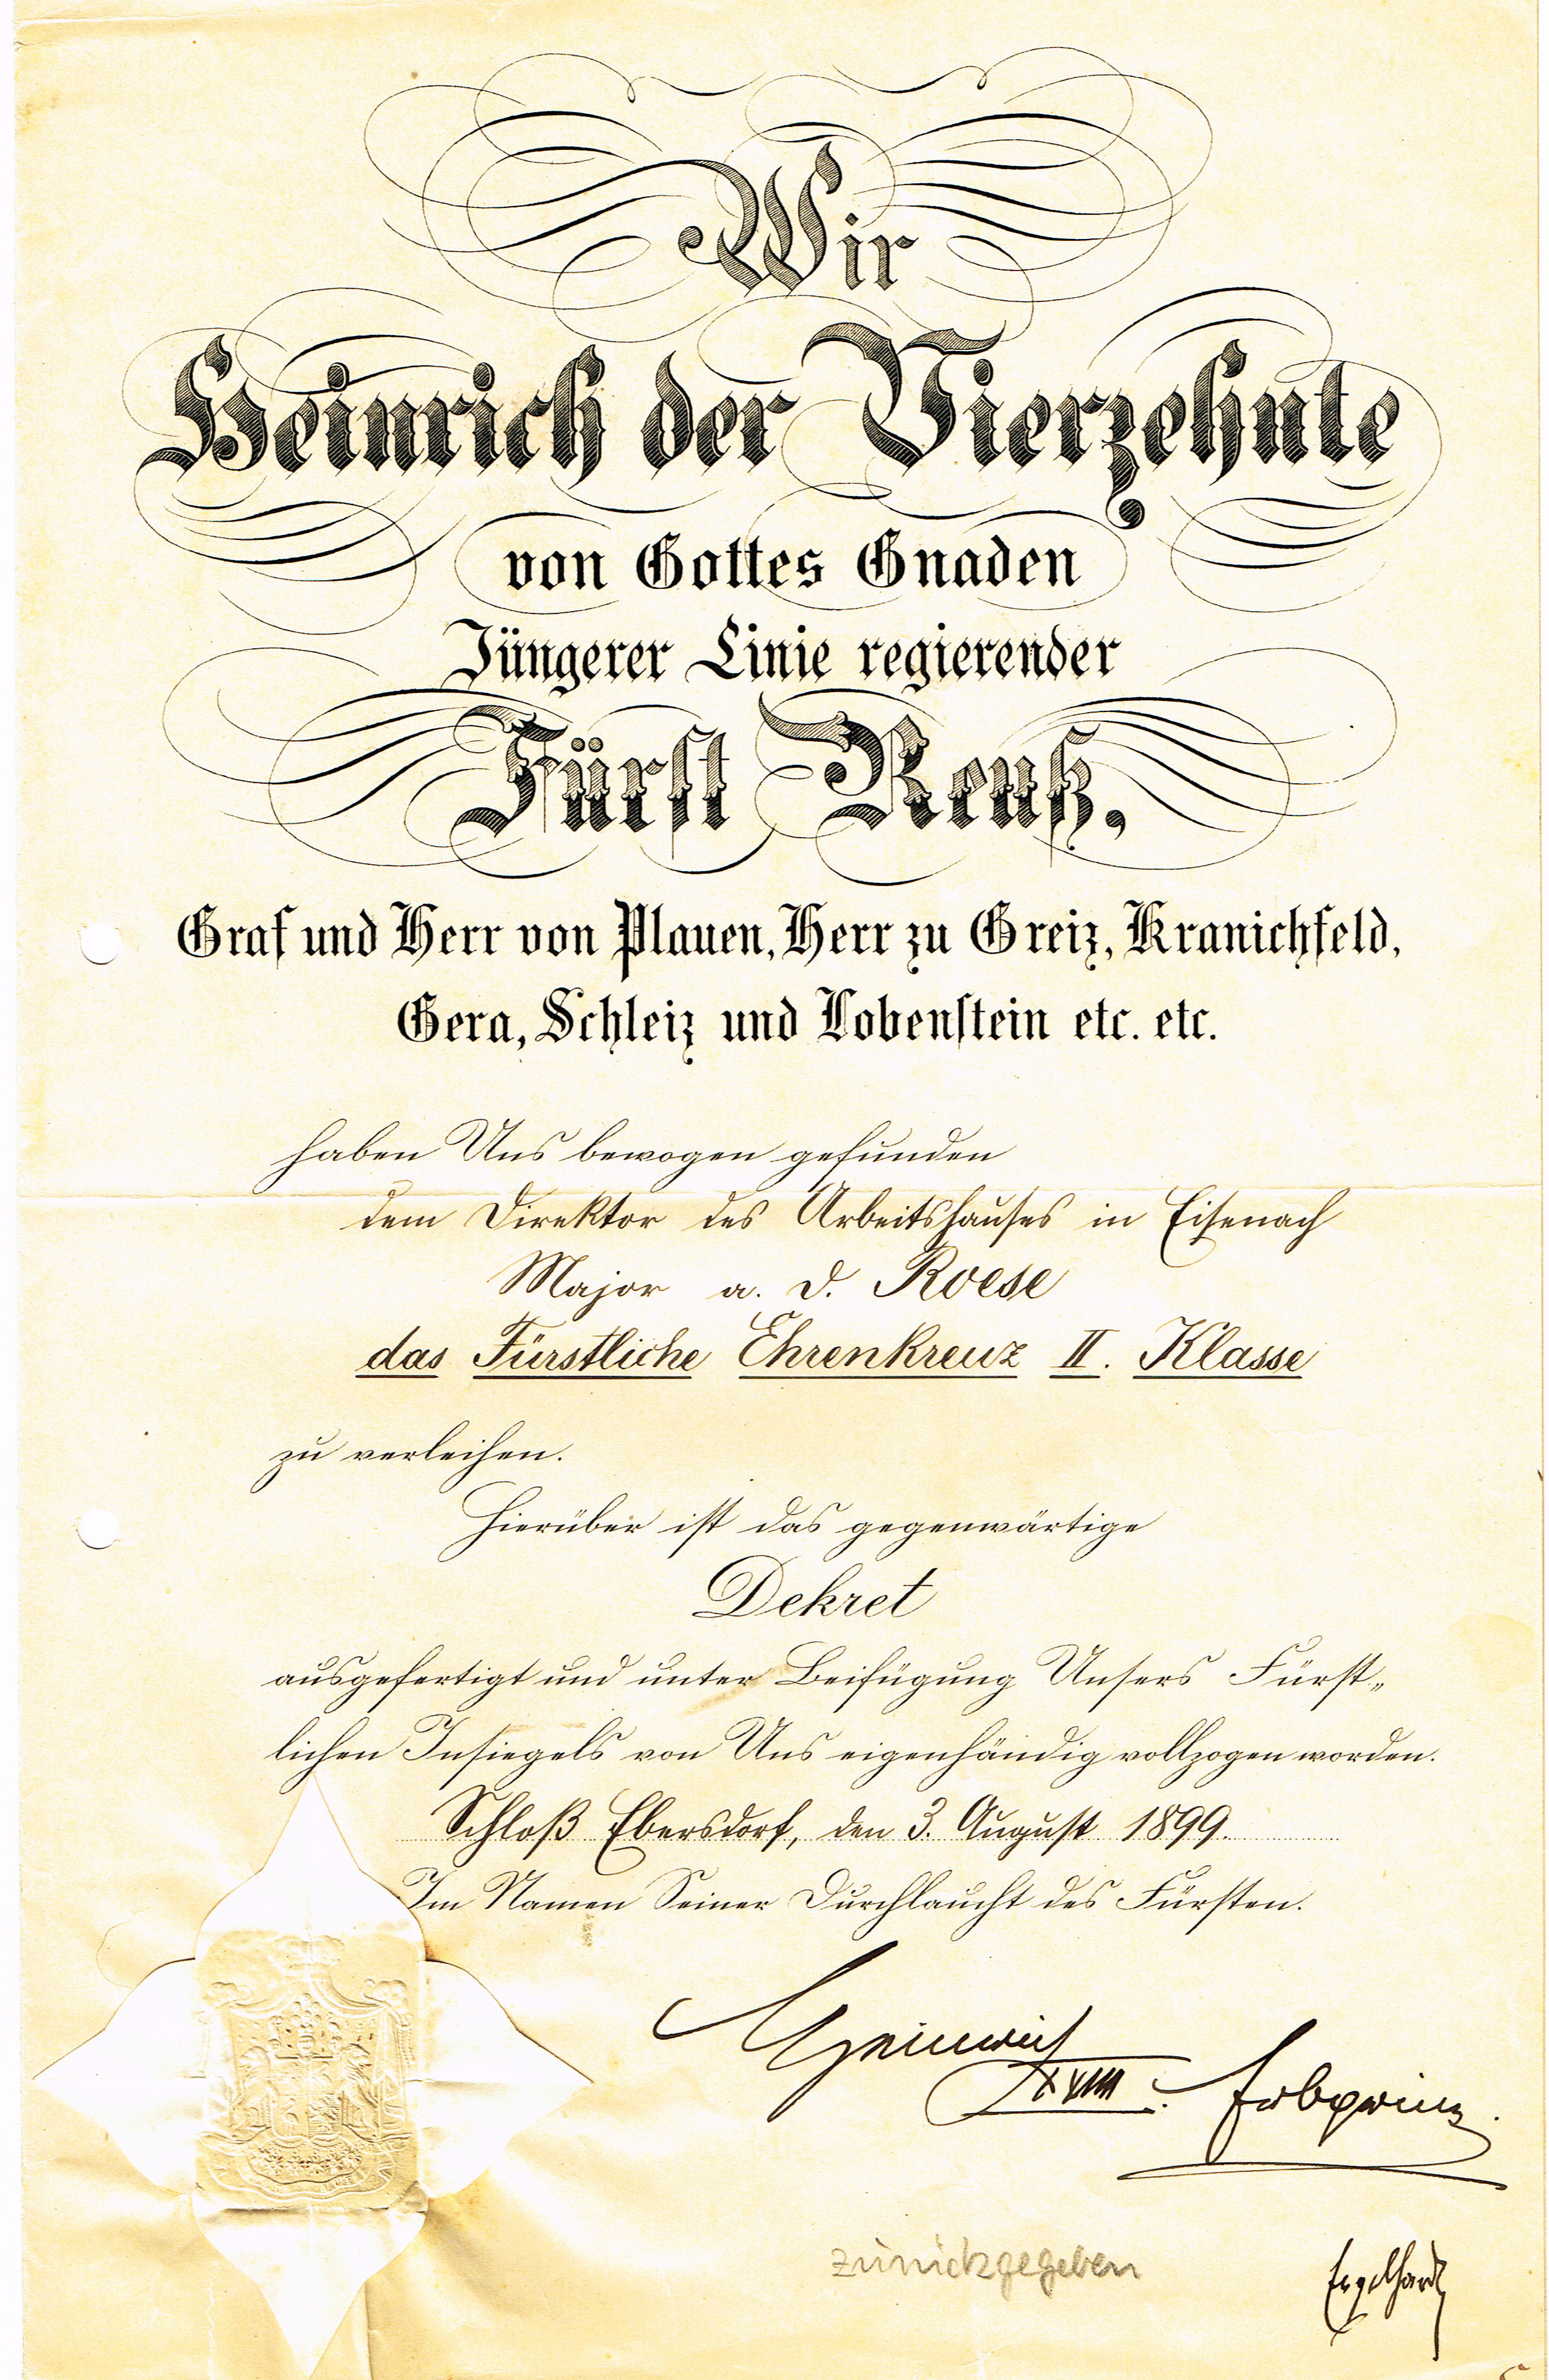 Wir
Heinrich der Vierzehnte
von Gottes Gnaden
Jüngerer Linie regierender
Fürst Reuß,
Graf und Herr von Plauen, Herr zu Greiz, Kranichfeld,
Gera, Schleiz und Lobenstein etc. etc.
haben Uns bewogen gefunden
dem Direktor des Arbeitshauses in Eisenach
Major a. D. Roese
das Fürstliche Ehrenkreuz II. Klasse
zu verleihen.
Hierüber ist das gegenwärtige
Dekret
ausgefertigt und unter Beifügung Unsers Fürst„
lichen Insiegels von Uns eigenhändig vollzogen worden.
Schloß Ebersdorf, den 3. August 1899.
Im Namen Seiner Durchlaucht des Fürsten.
Heinrich
XXVII. Erbprinz.
zurückgegeben
Engelhardt